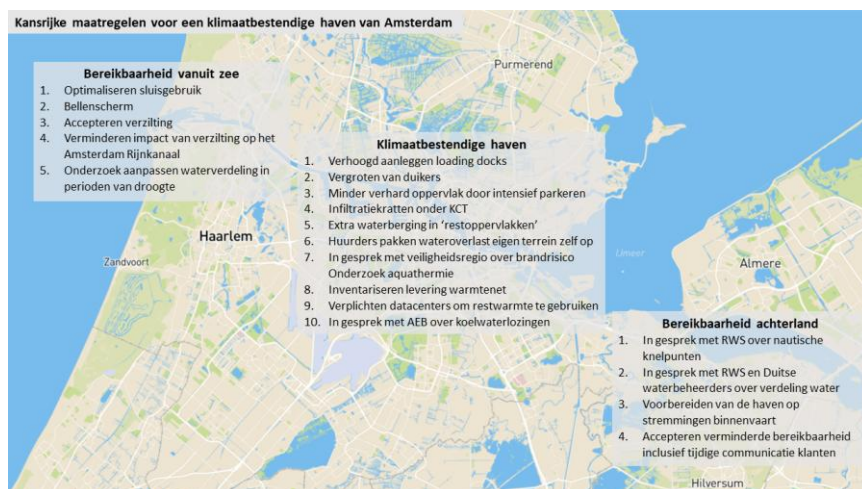 Kansrijke maatregelen voor een klimaatbestendige haven van Amsterdam
Purmerend
Bereikbaarheid vanuit zee
1. Optimaliseren sluisgebruik
2. Bellenscherm
3. Accepteren verzilting
4. Verminderen impact van verzilting op het
Amsterdam Rijnkanaal
5. Onderzoek aanpassen waterverdeling in
perioden van droogte
Klimaatbestendige haven
1. Verhoogd aanleggen loading docks
2. Vergroten van duikers
3. Minder verhard oppervlak door intensief parkeren
4. Infiltratiekratten onder KCT
5. Extra waterberging in ‘restoppervlakken’
6. Huurders pakken wateroverlast eigen terrein zelf op
7. In gesprek met veiligheidsregio over brandrisico
Onderzoek aquathermie
8. Inventariseren levering warmtenet
9. Verplichten datacenters om restwarmte te gebruiken
10. In gesprek met AEB over koelwaterlozingen
Haarlem
Zandvoort
IJmeer
Almere
Bereikbaarheid achterland
1. In gesprek met RWS over nautische
knelpunten
2. In gesprek met RWS en Duitse
waterbeheerders over verdeling water
3. Voorbereiden van de haven op
stremmingen binnenvaart
4. Accepteren verminderde bereikbaarheid
inclusief tijdige communicatie klanten
Hilversum